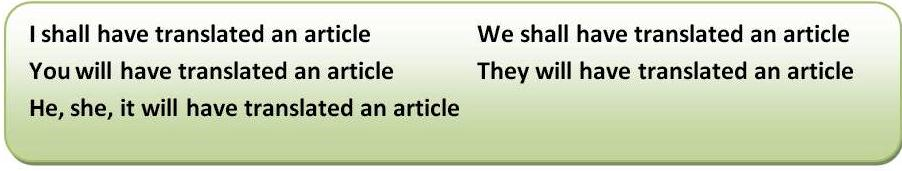 I shall have translated an article
You will have translated an article
He, she, it will have translated an article
We shall have translated an article
They will have translated an article